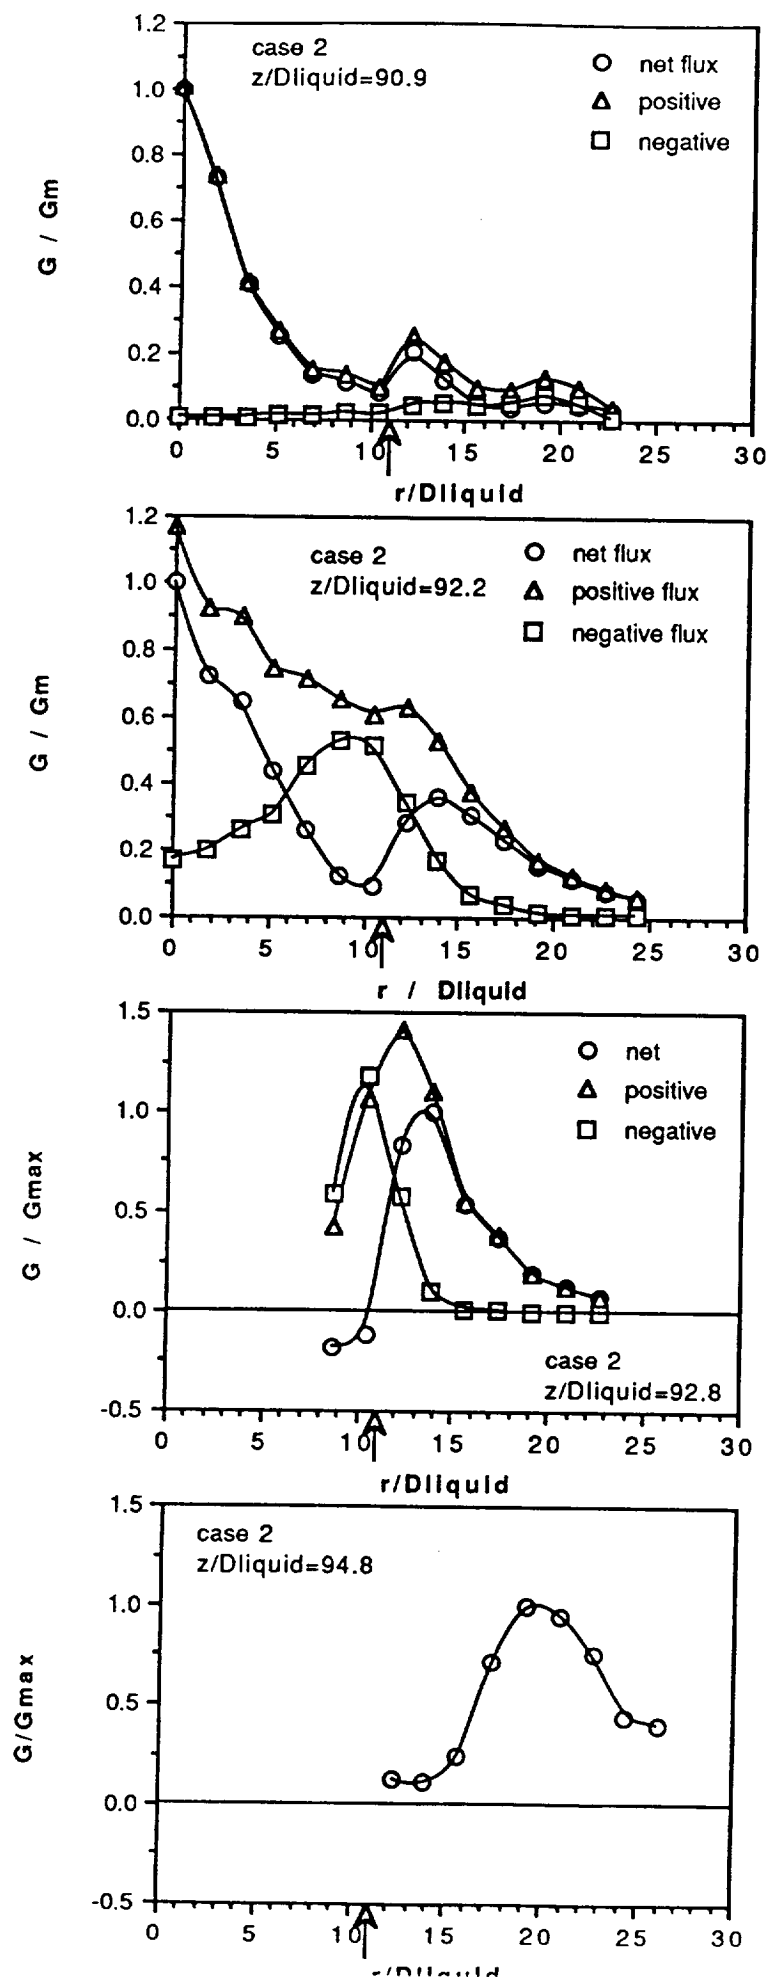 case 2
z/Dliquid=90.9
net flux
positive
negative
1.2
1.0
0.8
0.6
0.4
0.2
0.0
G / Gm
0 5 10 15 20 25 30
r/Dliquid
case 2
z/Dliquid=92.2
net flux
positive flux
negative flux
1.2
1.0
0.8
0.6
0.4
0.2
0.0
G / Gm
0 5 10 15 20 25 30
r / Dliquid
net
positive
negative
1.5
1.0
0.5
0.0
-0.5
G / Gmax
case 2
z/Dliquid=92.8
0 5 10 15 20 25 30
r/Dliquid
case 2
z/Dliquid=94.8
1.5
1.0
0.5
0.0
-0.5
G/Gmax
0 5 10 15 20 25 30
r/Dliquid